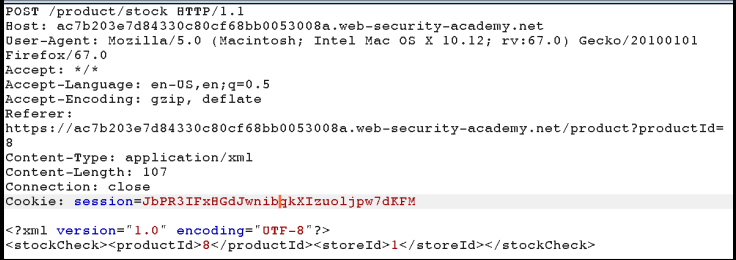 POST /product/stock HTTP/1.1
Host: ac7b203e7d84330c80cf68bb0053008a.web-security-academy.net
User-Agent: Mozilla/5.0 (Macintosh; Intel Mac OS X 10.12; rv:67.0) Gecko/20100101
Firefox/67.0
Accept: */*
Accept-Language: en-US,en;q=0.5
Accept-Encoding: gzip, deflate
Referer:
https://ac7b203e7d84330c80cf68bb0053008a.web-security-academy.net/product?productId=
8
Content-Type: application/xml
Content-Length: 107
Connection: close
Cookie: session=JbPR3IFxHGdJwnibqkXIzuoljpw7dKFM
<?xml version="1.0" encoding="UTF-8"?>
<stockCheck><productId>8</productId><storeId>1</storeId></stockCheck>